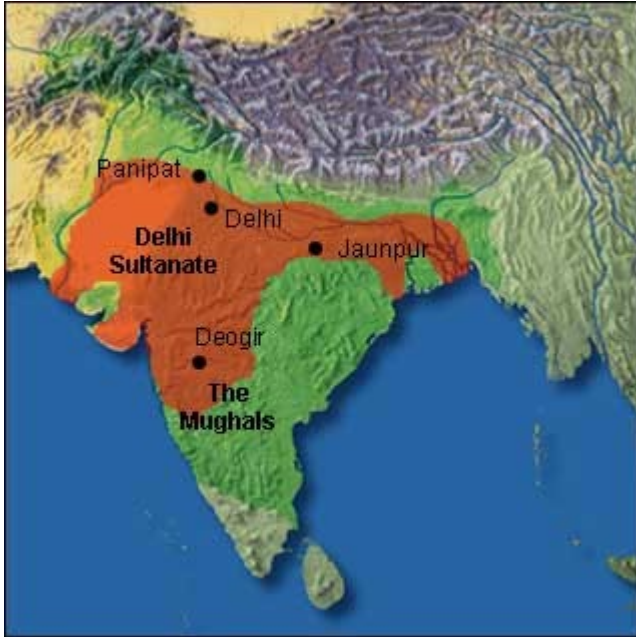 Panipat
Delhi
Delhi
Sultanate
Jaunpur
Deogir
The
Mughals